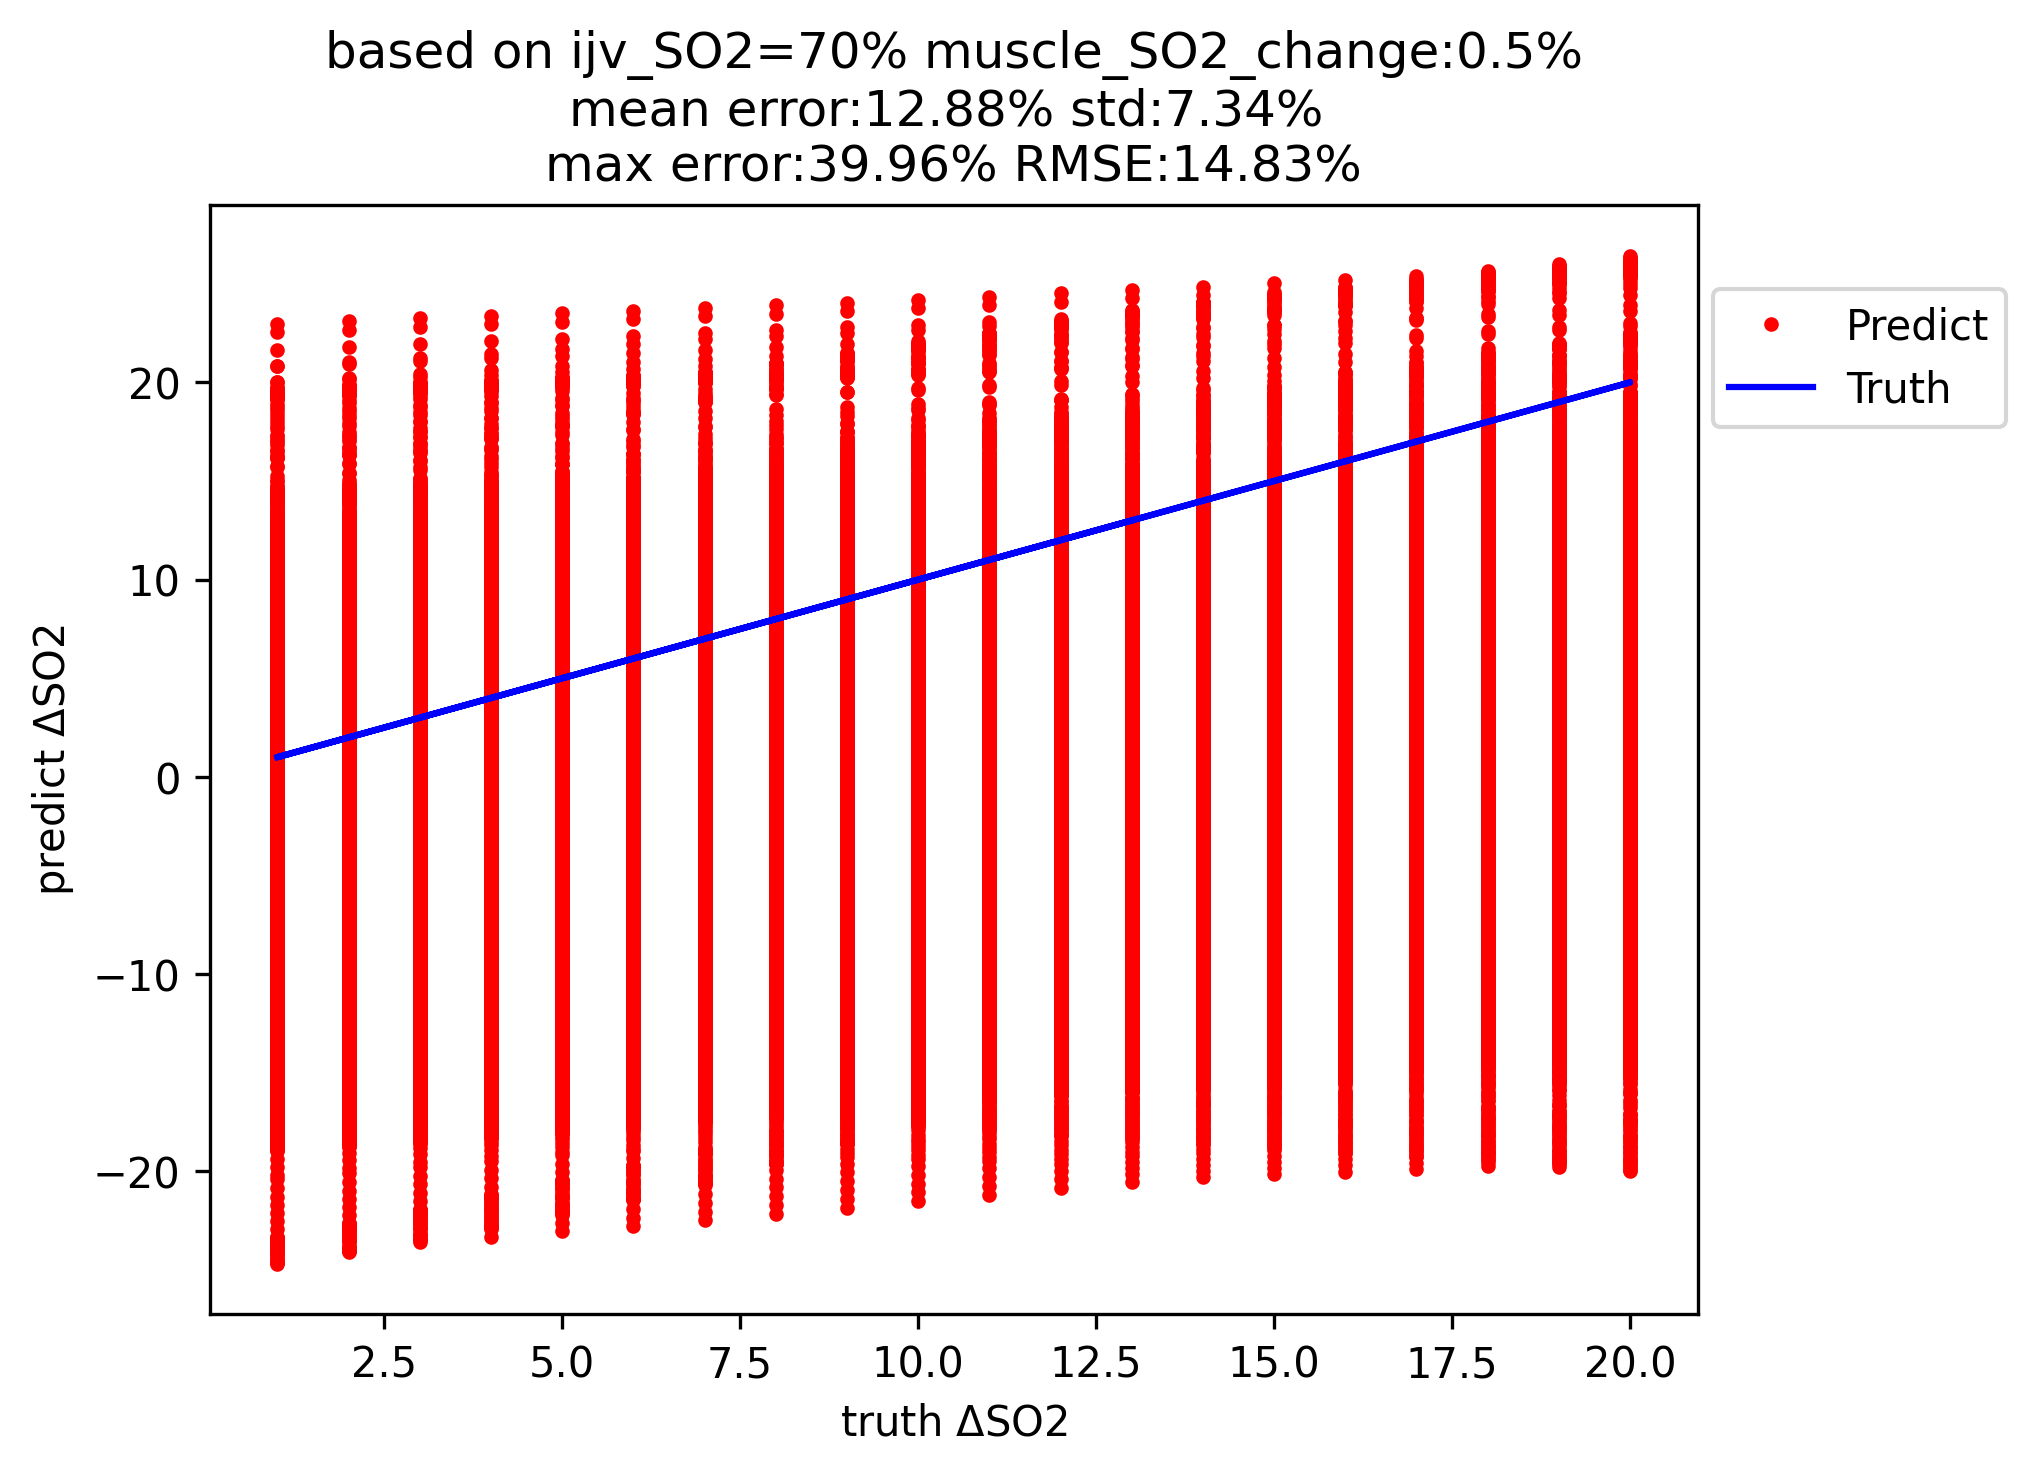 based on ijv_SO2=70% muscle_SO2_change:0.5%
mean error:12.88% std:7.34%
max error:39.96% RMSE:14.83%
Predict
Truth
20
10
0
−10
−20
predict ΔSO2
2.5 5.0 7.5 10.0 12.5 15.0 17.5 20.0
truth ΔSO2